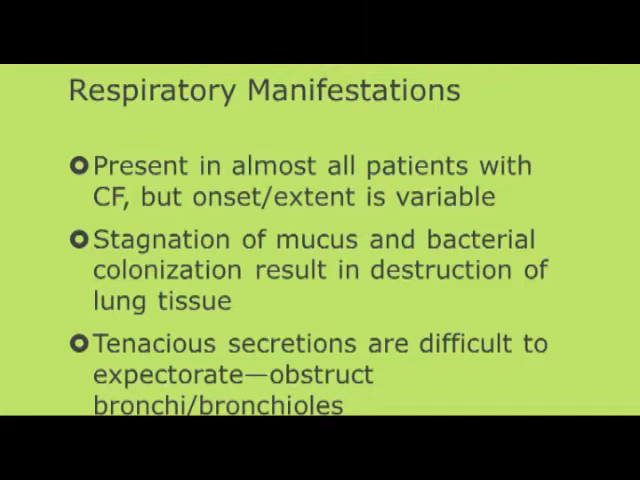 Respiratory Manifestations
Present in almost all patients with
CF, but onset/extent is variable
Stagnation of mucus and bacterial
colonization result in destruction of
lung tissue
Tenacious secretions are difficult to
expectorate—obstruct
bronchi/bronchioles